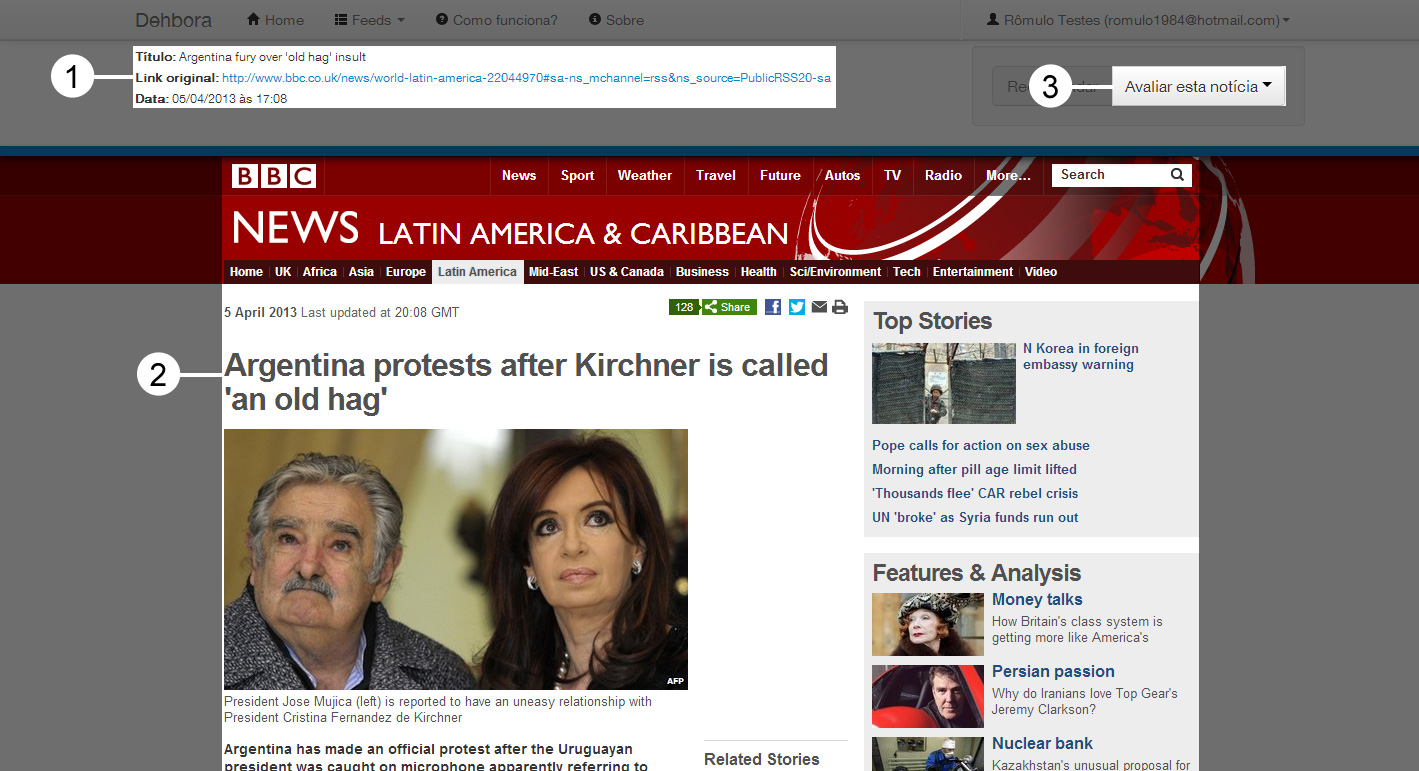 Dehbora Home Feeds Como funciona? Sobre Rômulo Testes (romulo1984@hotmail.com)
1
Título: Argentina fury over 'old hag' insult
Link original: http://www.bbc.co.uk/news/world-latin-america-22044970#sa-ns_mchannel=rss&ns_source=PublicRSS20-sa
Data: 05/04/2013 às 17:08
3
Avaliar esta notícia
BBC News Sport Weather Travel Future Autos TV Radio More... Search
NEWS LATIN AMERICA & CARIBBEAN
Home UK Africa Asia Europe Latin America Mid-East US & Canada Business Health Sci/Environment Tech Entertainment Video
5 April 2013 Last updated at 20:08 GMT
128 Share
2
Argentina protests after Kirchner is called
'an old hag'
AFP
President Jose Mujica (left) is reported to have an uneasy relationship with
President Cristina Fernandez de Kirchner
Argentina has made an official protest after the Uruguayan
president was caught on microphone apparently referring to
Related Stories
Top Stories
N Korea in foreign
embassy warning
Pope calls for action on sex abuse
Morning after pill age limit lifted
'Thousands flee' CAR rebel crisis
UN 'broke' as Syria funds run out
Features & Analysis
Money talks
How Britain's class system is
getting more like America's
Persian passion
Why do Iranians love Top Gear's
Jeremy Clarkson?
Nuclear bank
Kazakhstan's unusual proposal for